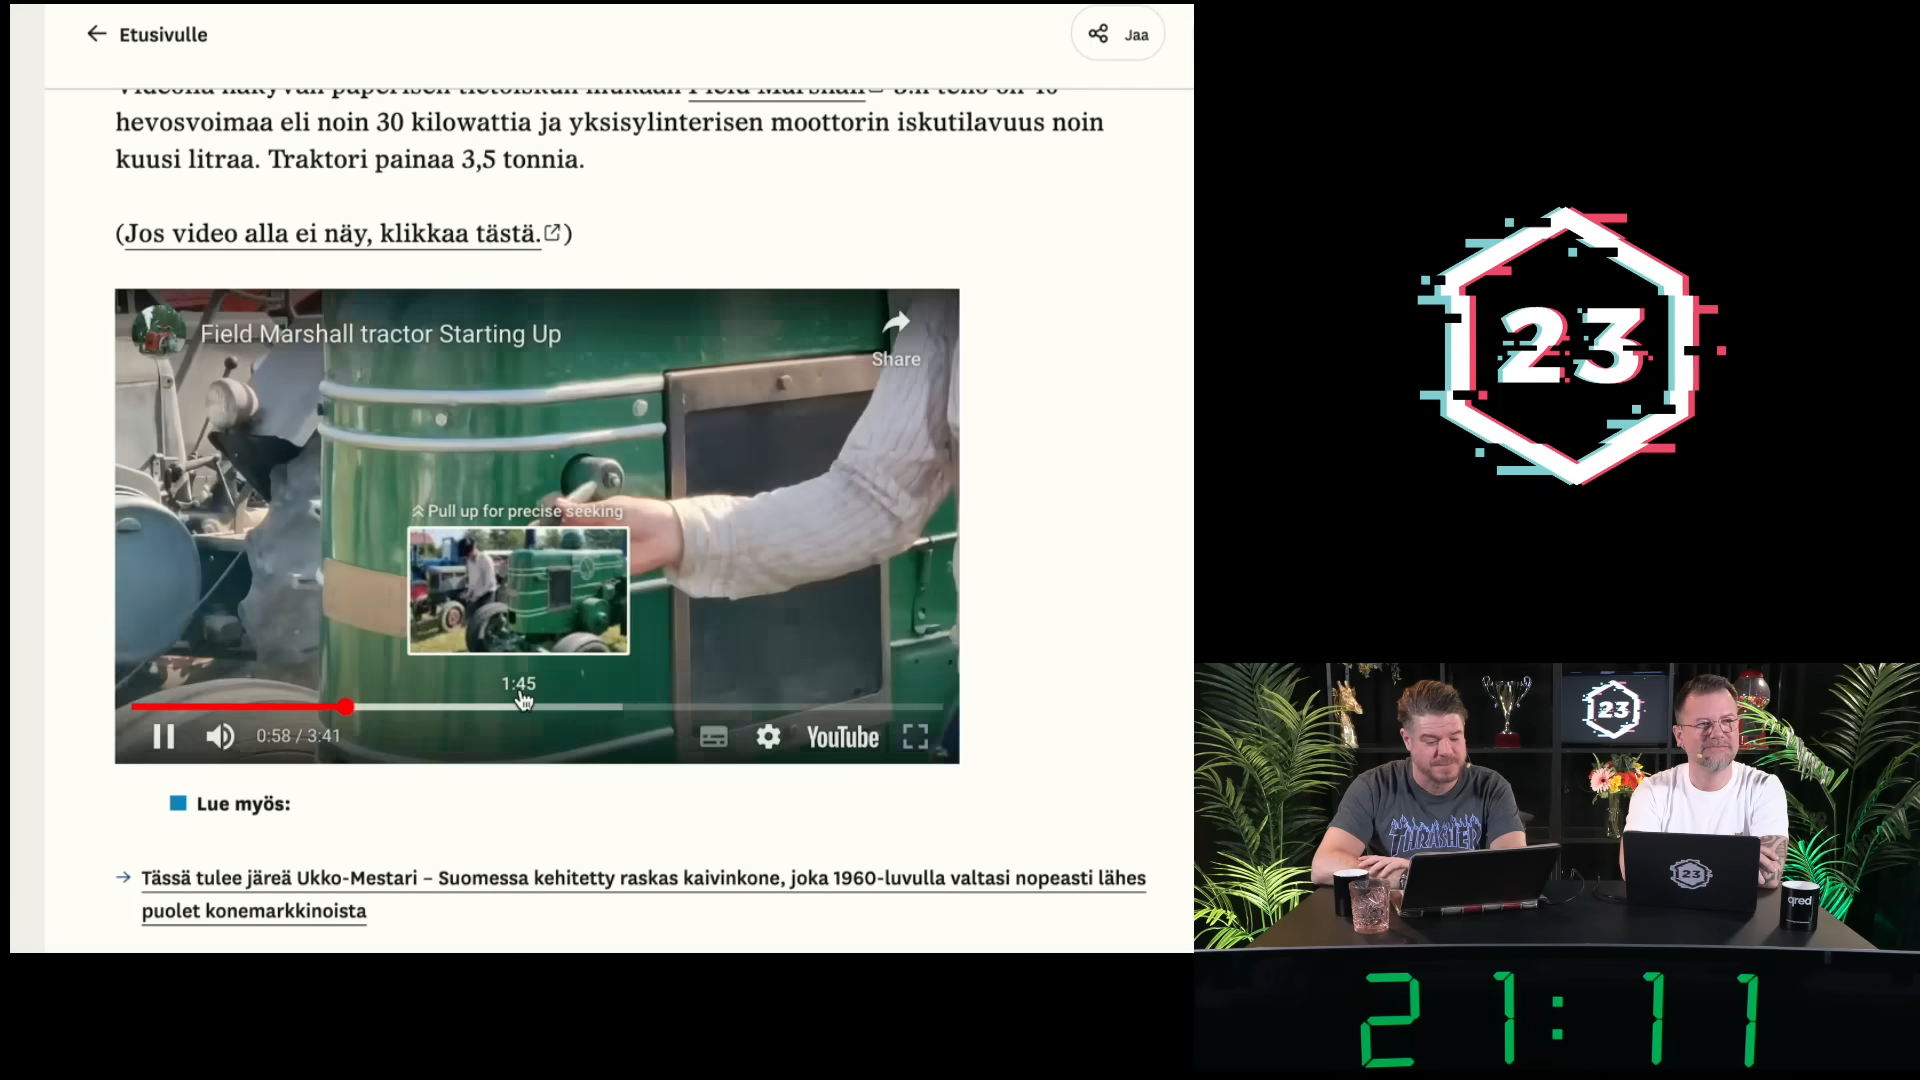 Etusivulle
Jaa
hevosvoimaa eli noin 30 kilowattia ja yksisylinterisen moottorin iskutilavuus noin
kuusi litraa. Traktori painaa 3,5 tonnia.
(Jos video alla ei näy, klikkaa tästä.)
Field Marshall tractor Starting Up
Share
Pull up for precise seeking
1:45
0:58 / 3:41
YouTube
Lue myös:
Tässä tulee järeä Ukko-Mestari – Suomessa kehitetty raskas kaivinkone, joka 1960-luvulla valtasi nopeasti lähes
puolet konemarkkinoista
23
23
THRASHER
23
qred
21:11